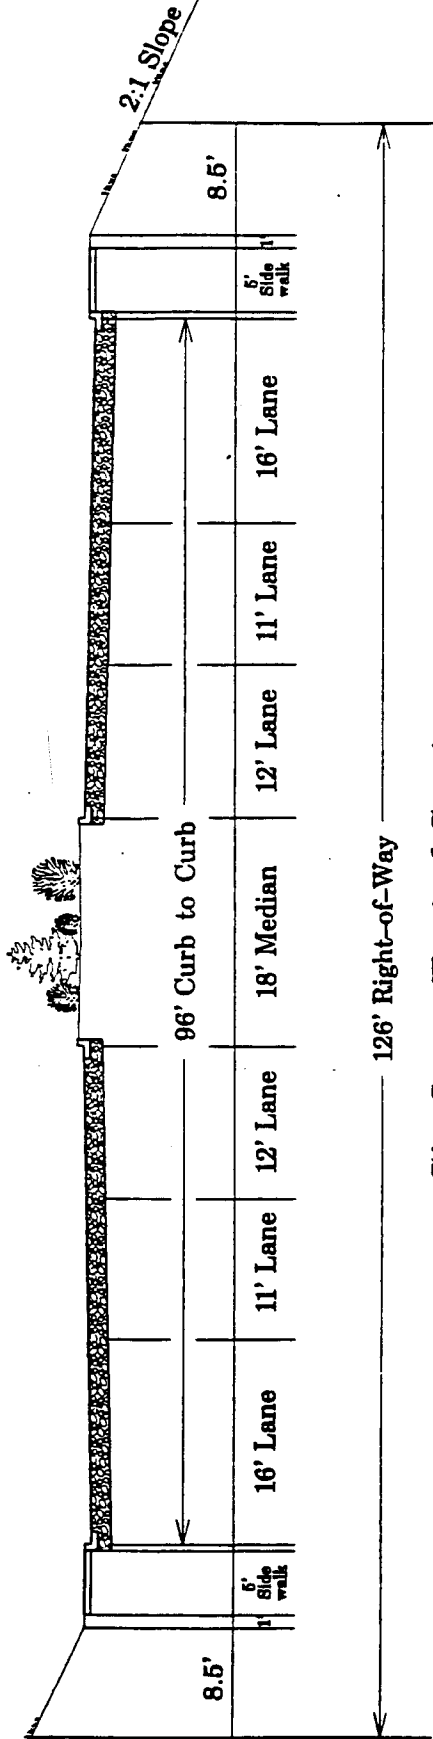 2:1 Slope
8.5'
1'
5'
Side
walk
16' Lane
11' Lane
12' Lane
18' Median
12' Lane
11' Lane
16' Lane
5'
Side
walk
1'
8.5'
96' Curb to Curb
126' Right-of-Way